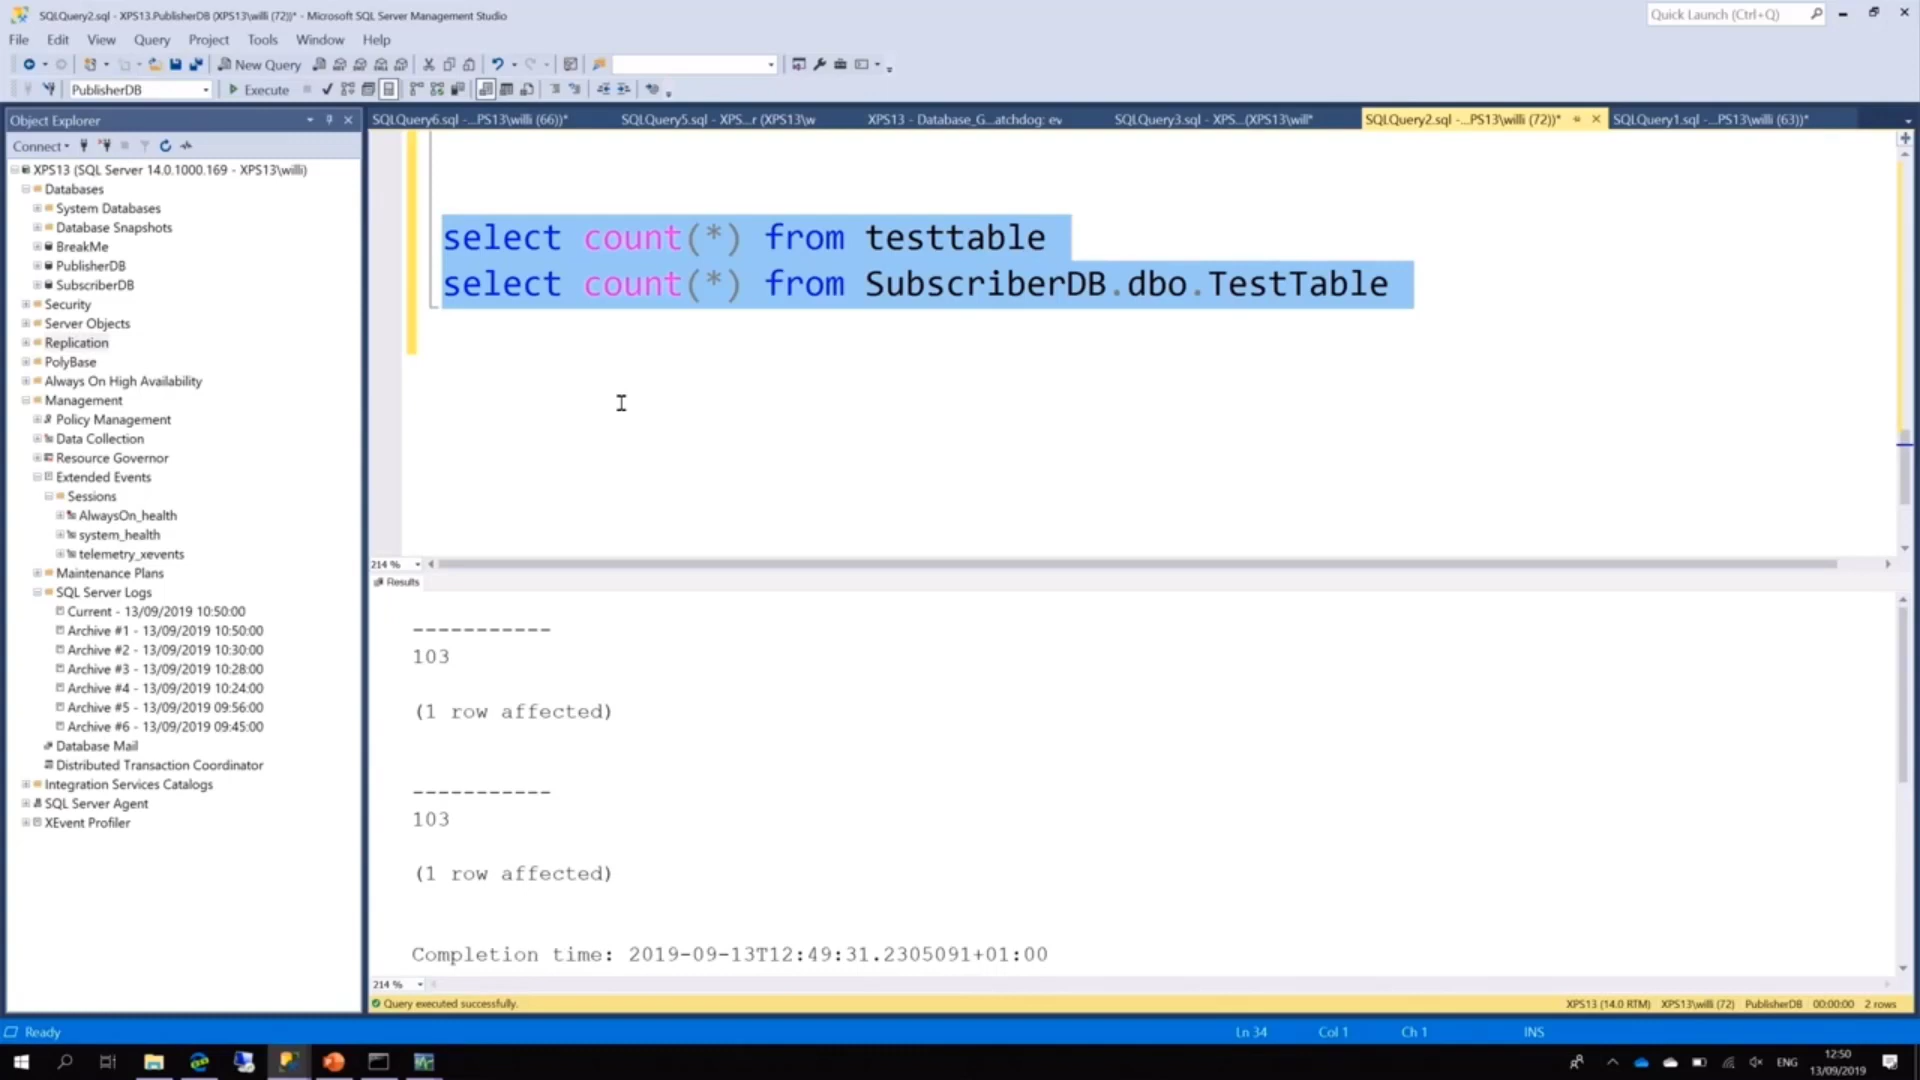 SQLQuery2.sql - XPS13.PublisherDB (XPS13\willi (72))* - Microsoft SQL Server Management Studio
Quick Launch (Ctrl+Q)
File Edit View Query Project Tools Window Help
New Query
PublisherDB Execute
Object Explorer
SQLQuery6.sql -...PS13\willi (66))* SQLQuery5.sql - XPS...r (XPS13\w XPS13 - Database_G...atchdog: ev SQLQuery3.sql - XPS...(XPS13\will* SQLQuery2.sql -...PS13\willi (72))* SQLQuery1.sql -...PS13\willi (63))*
Connect
XPS13 (SQL Server 14.0.1000.169 - XPS13\willi)
Databases
System Databases
Database Snapshots
BreakMe
PublisherDB
SubscriberDB
Security
Server Objects
Replication
PolyBase
Always On High Availability
Management
Policy Management
Data Collection
Resource Governor
Extended Events
Sessions
AlwaysOn_health
system_health
telemetry_xevents
Maintenance Plans
SQL Server Logs
Current - 13/09/2019 10:50:00
Archive #1 - 13/09/2019 10:50:00
Archive #2 - 13/09/2019 10:30:00
Archive #3 - 13/09/2019 10:28:00
Archive #4 - 13/09/2019 10:24:00
Archive #5 - 13/09/2019 09:56:00
Archive #6 - 13/09/2019 09:45:00
Database Mail
Distributed Transaction Coordinator
Integration Services Catalogs
SQL Server Agent
XEvent Profiler
select count(*) from testtable
select count(*) from SubscriberDB.dbo.TestTable
214 %
Results
-----------
103
(1 row affected)
-----------
103
(1 row affected)
Completion time: 2019-09-13T12:49:31.2305091+01:00
214 %
Query executed successfully. XPS13 (14.0 RTM) XPS13\willi (72) PublisherDB 00:00:00 2 rows
Ready Ln 34 Col 1 Ch 1 INS
ENG 12:50
13/09/2019